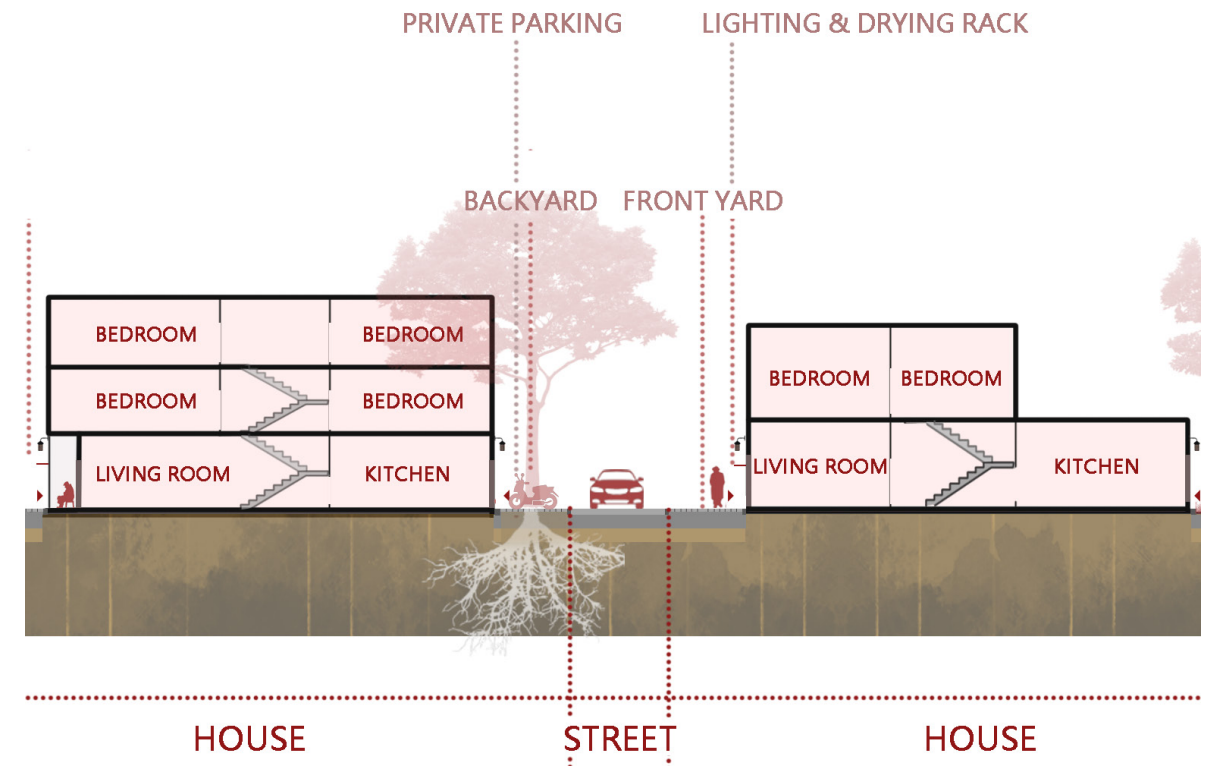 PRIVATE PARKING
LIGHTING & DRYING RACK
BACKYARD
FRONT YARD
BEDROOM
BEDROOM
BEDROOM
BEDROOM
BEDROOM
BEDROOM
LIVING ROOM
KITCHEN
LIVING ROOM
KITCHEN
HOUSE
STREET
HOUSE